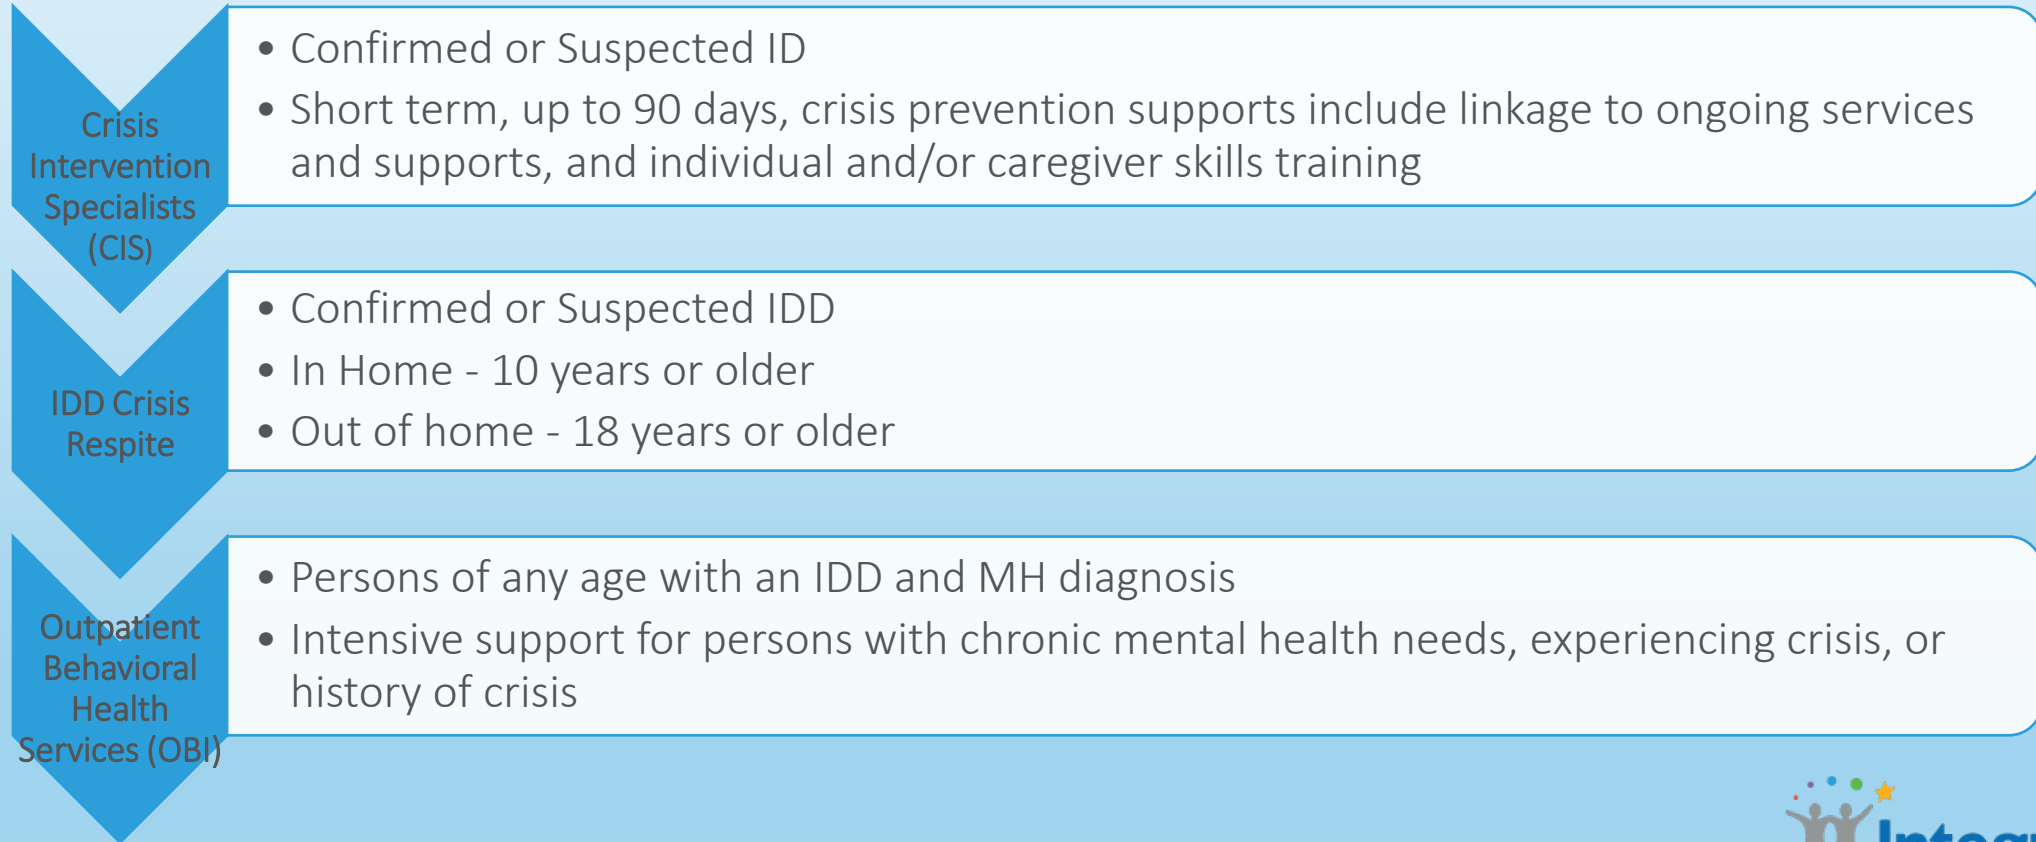 Crisis
Intervention
Specialists
(CIS)
• Confirmed or Suspected ID
• Short term, up to 90 days, crisis prevention supports include linkage to ongoing services
and supports, and individual and/or caregiver skills training
IDD Crisis
Respite
• Confirmed or Suspected IDD
• In Home - 10 years or older
• Out of home - 18 years or older
Outpatient
Behavioral
Health
Services (OBI)
• Persons of any age with an IDD and MH diagnosis
• Intensive support for persons with chronic mental health needs, experiencing crisis, or
history of crisis